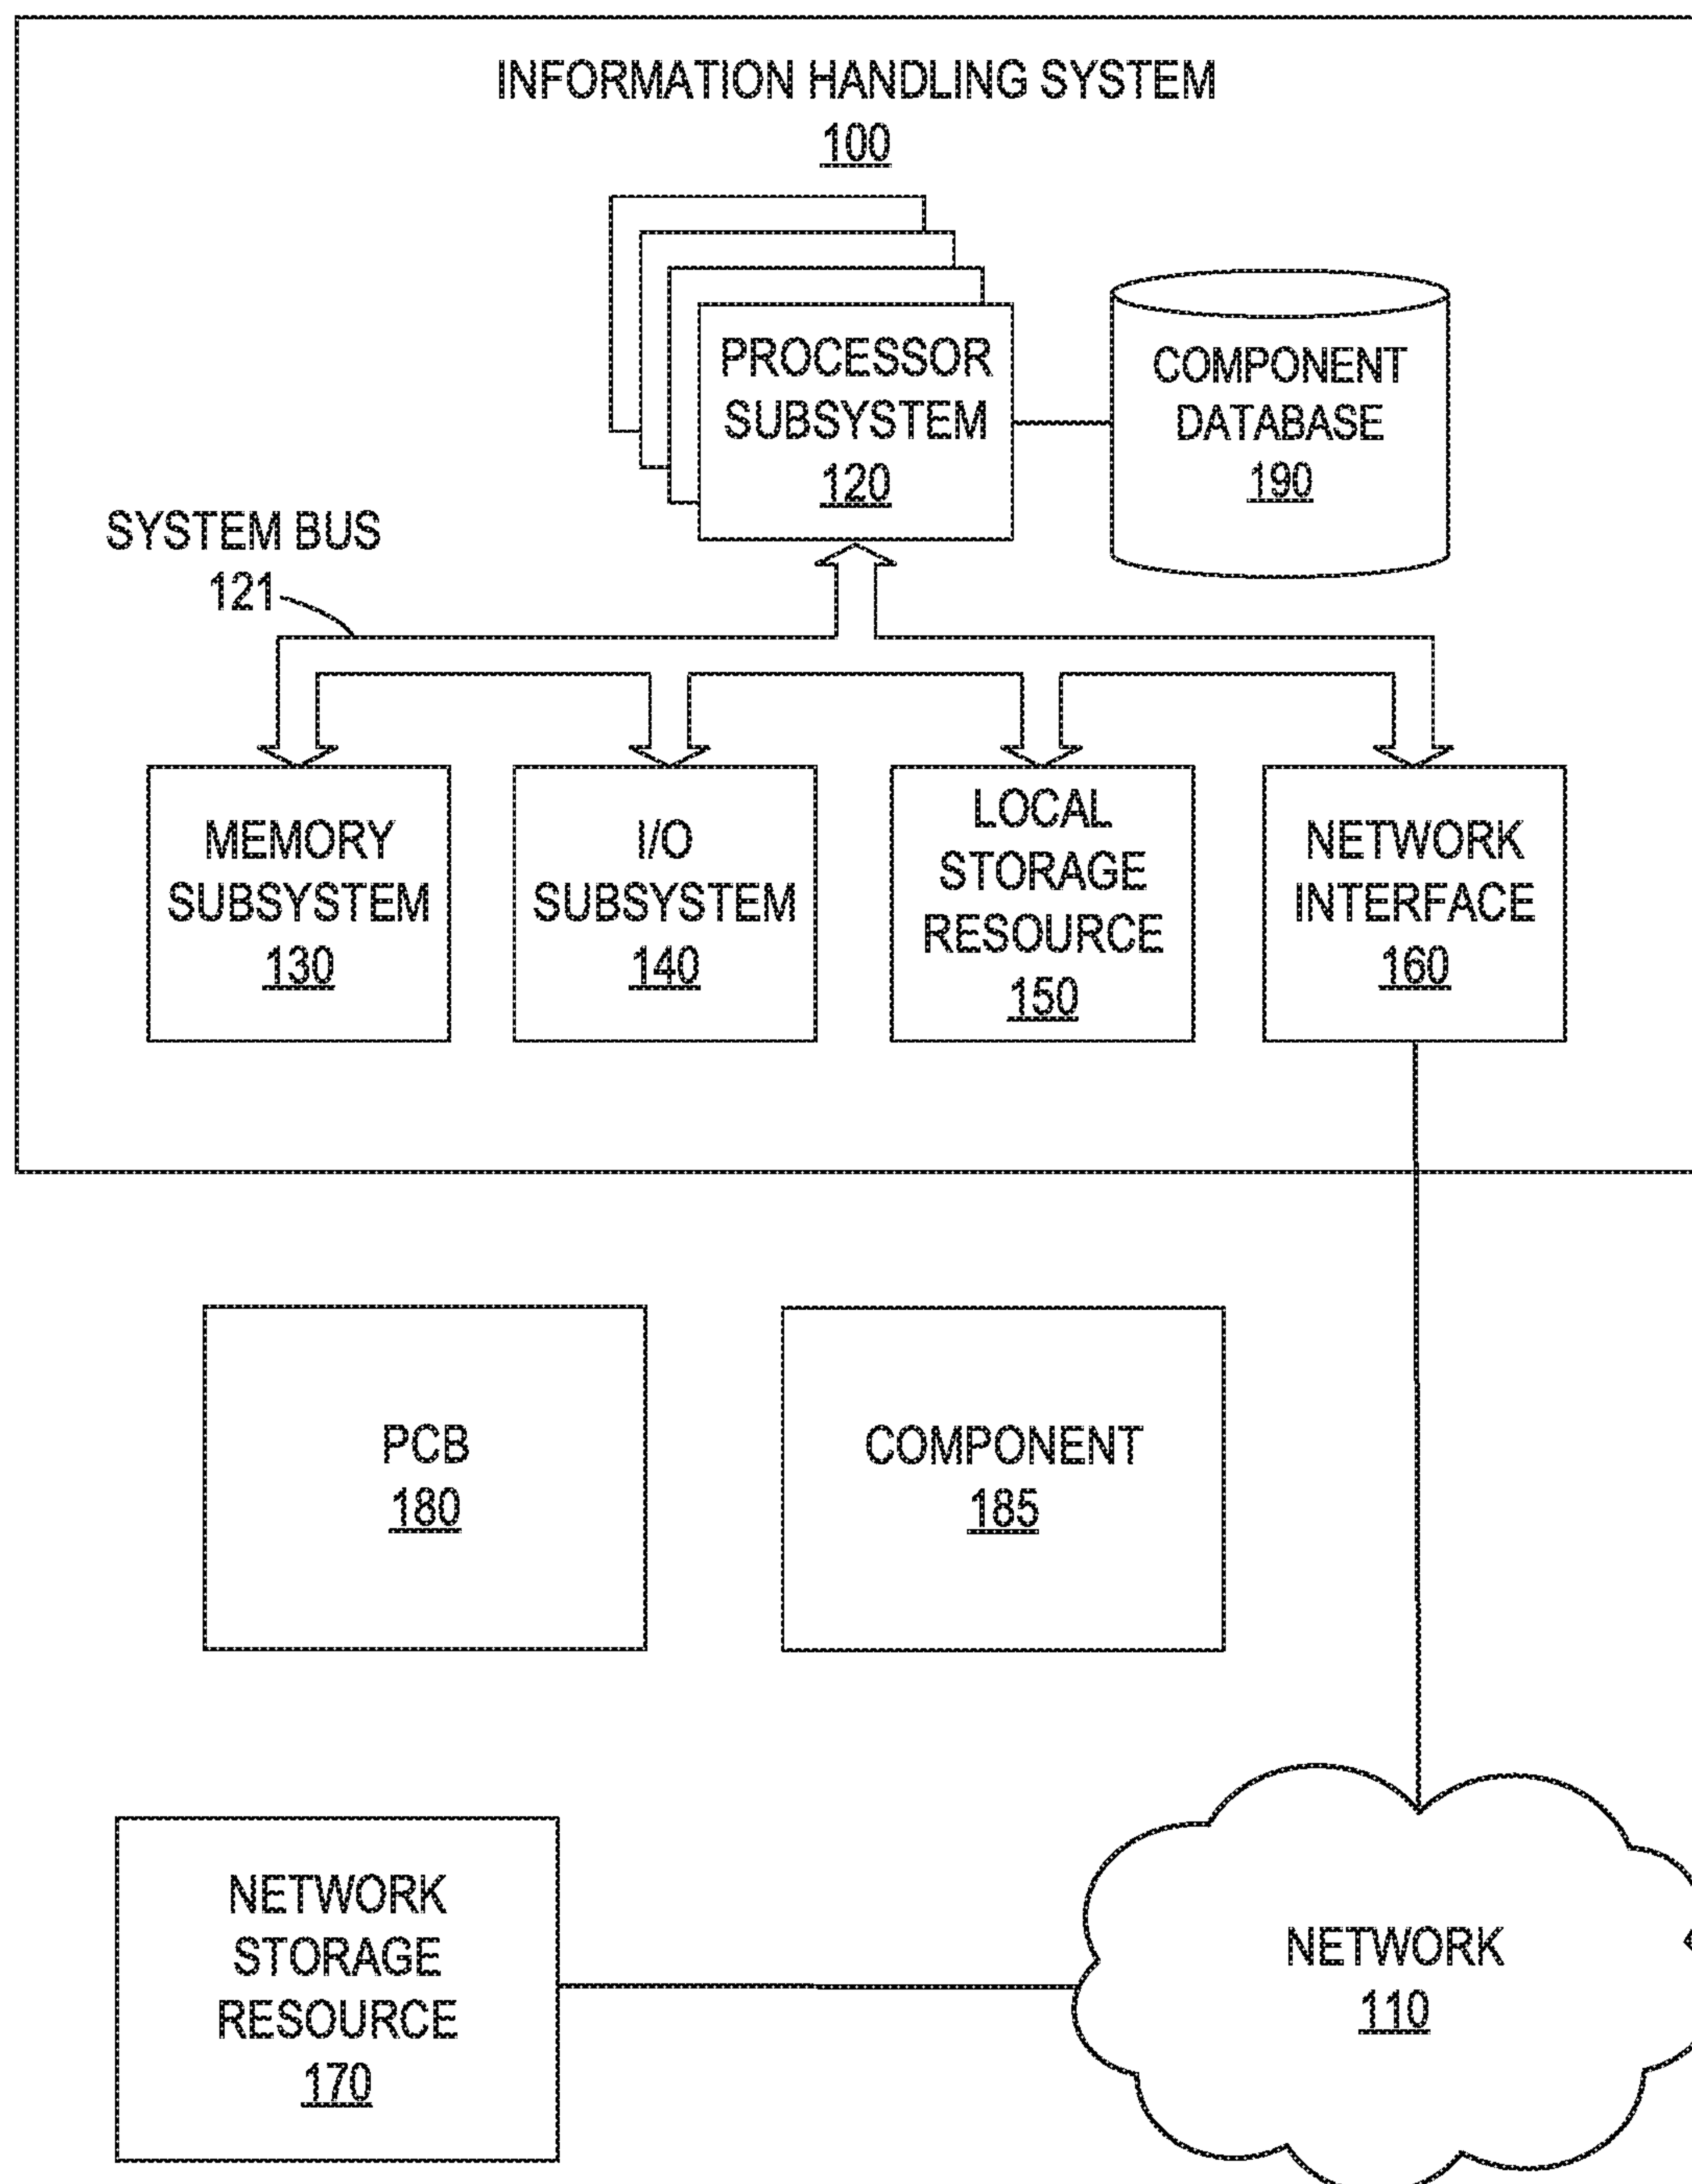 INFORMATION HANDLING SYSTEM
100
PROCESSOR
SUBSYSTEM
120
COMPONENT
DATABASE
190
SYSTEM BUS
121
MEMORY
SUBSYSTEM
130
I/O
SUBSYSTEM
140
LOCAL
STORAGE
RESOURCE
150
NETWORK
INTERFACE
160
PCB
180
COMPONENT
185
NETWORK
STORAGE
RESOURCE
170
NETWORK
110